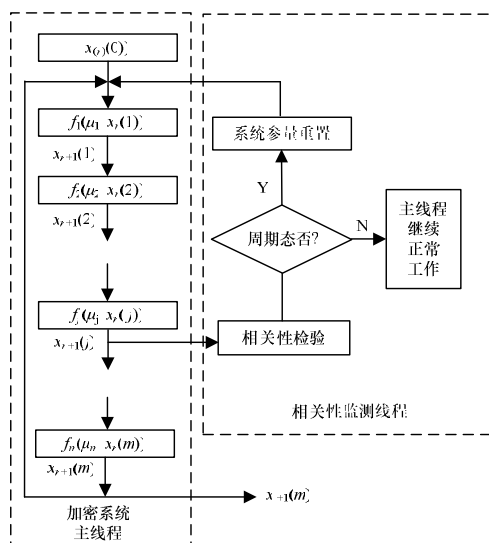 x(r)(0)
f1(μ1 xr(1)
xr+1(1)
f2(μ2 xr(2)
xr+1(2)
fj(μj xr(j)
xr+1(j)
fn(μn xr(m)
xr+1(m)
加密系统
主线程
x+1(m)
系统参量重置
Y
周期态否?
N
主线程
继续
正常
工作
相关性检验
相关性监测线程